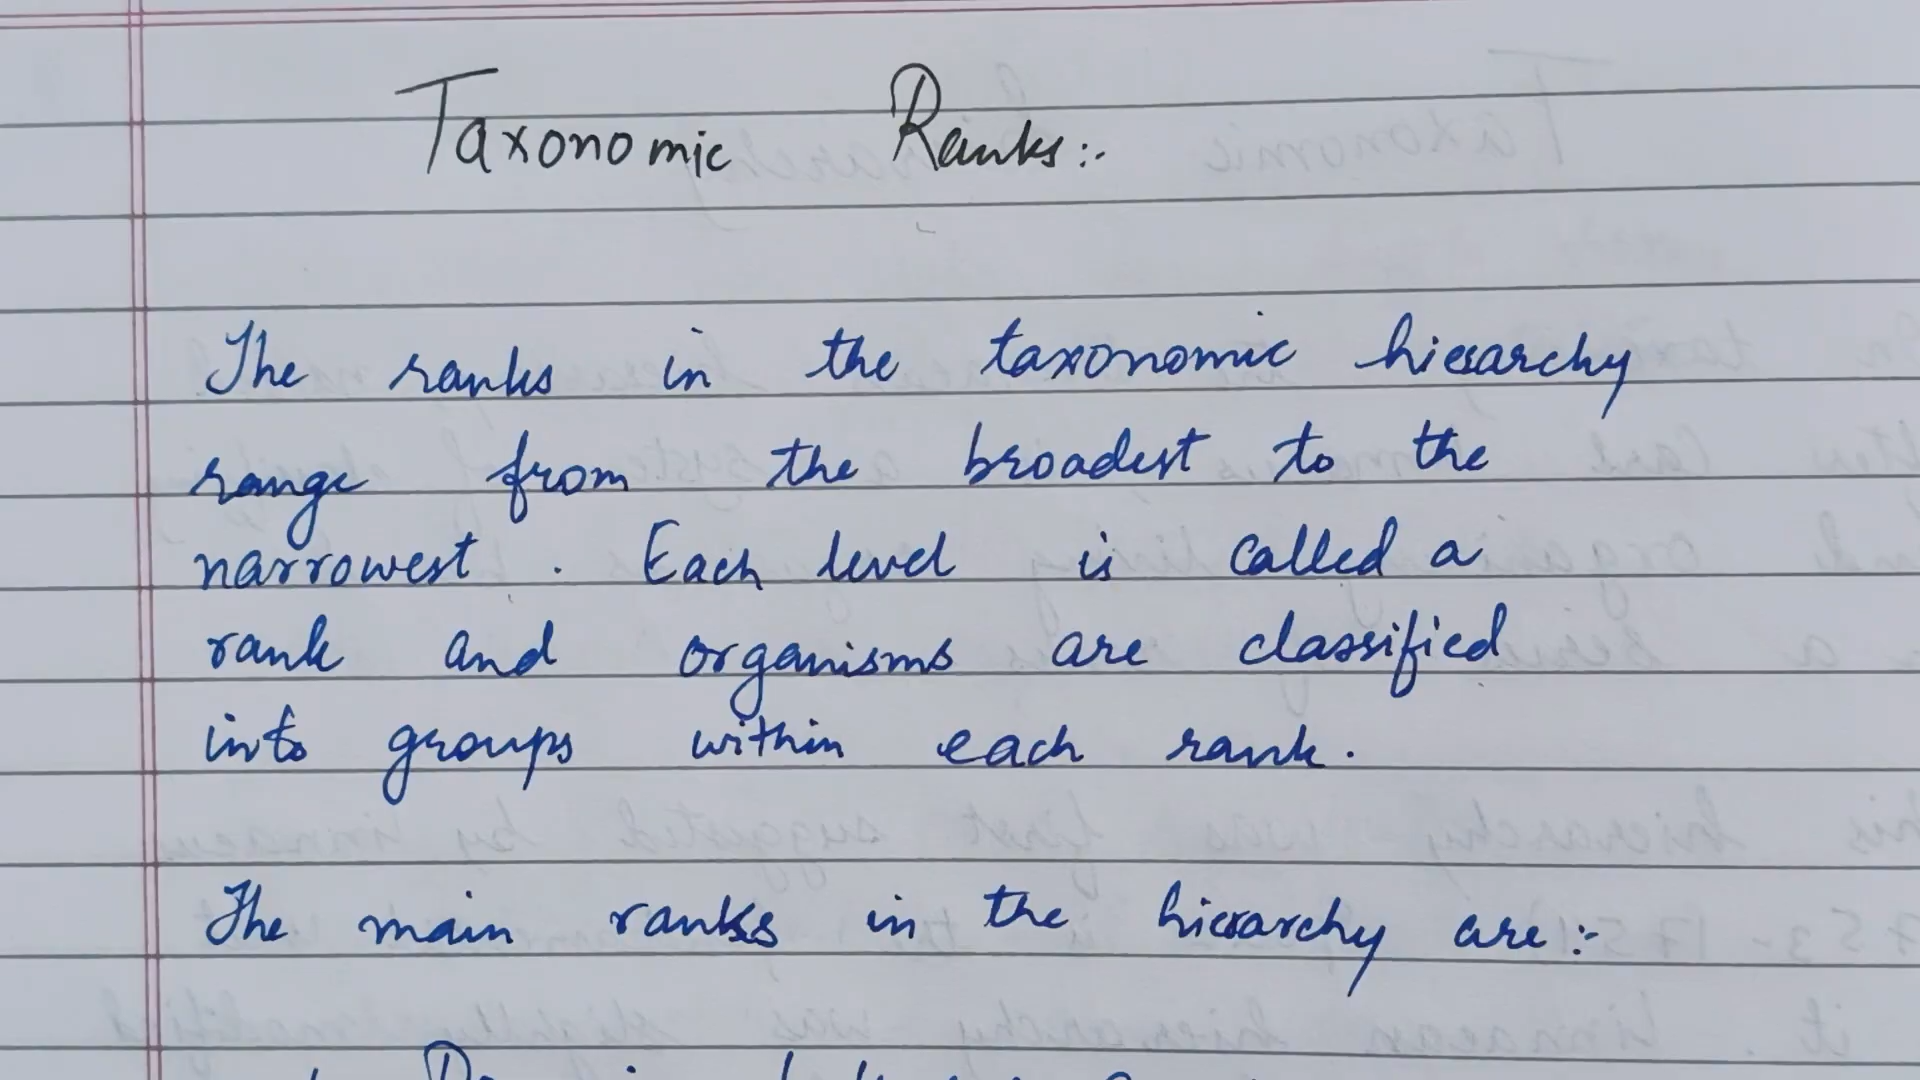 Taxonomic Ranks:-
The ranks in the taxonomic hierarchy
range from the broadest to the
narrowest. Each level is called a
rank and organisms are classified
into groups within each rank.
The main ranks in the hierarchy are:-